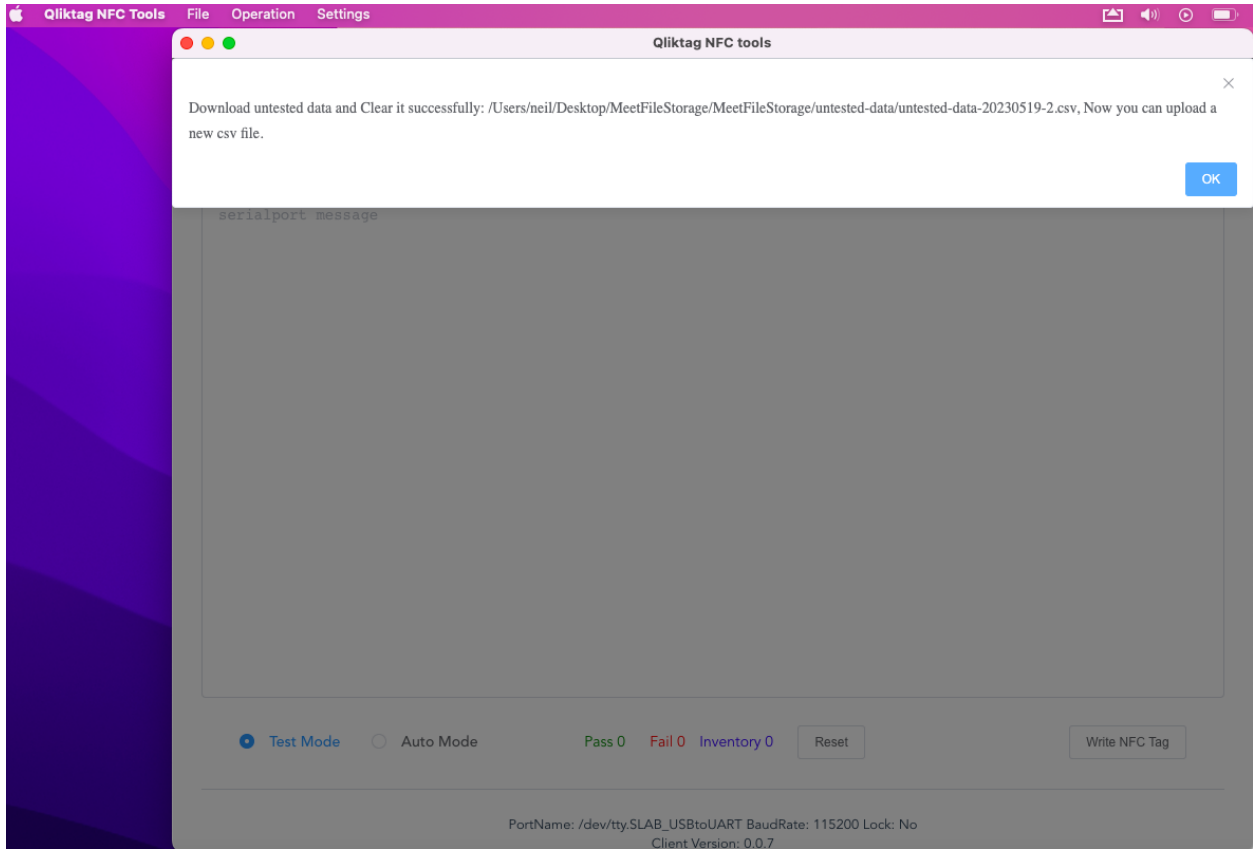 Qliktag NFC Tools File Operation Settings
Qliktag NFC tools
Download untested data and Clear it successfully: /Users/neil/Desktop/MeetFileStorage/MeetFileStorage/untested-data/untested-data-20230519-2.csv, Now you can upload a
new csv file.
OK
serialport message
Test Mode Auto Mode Pass 0 Fail 0 Inventory 0 Reset Write NFC Tag
PortName: /dev/tty.SLAB_USBtoUART BaudRate: 115200 Lock: No
Client Version: 0.0.7